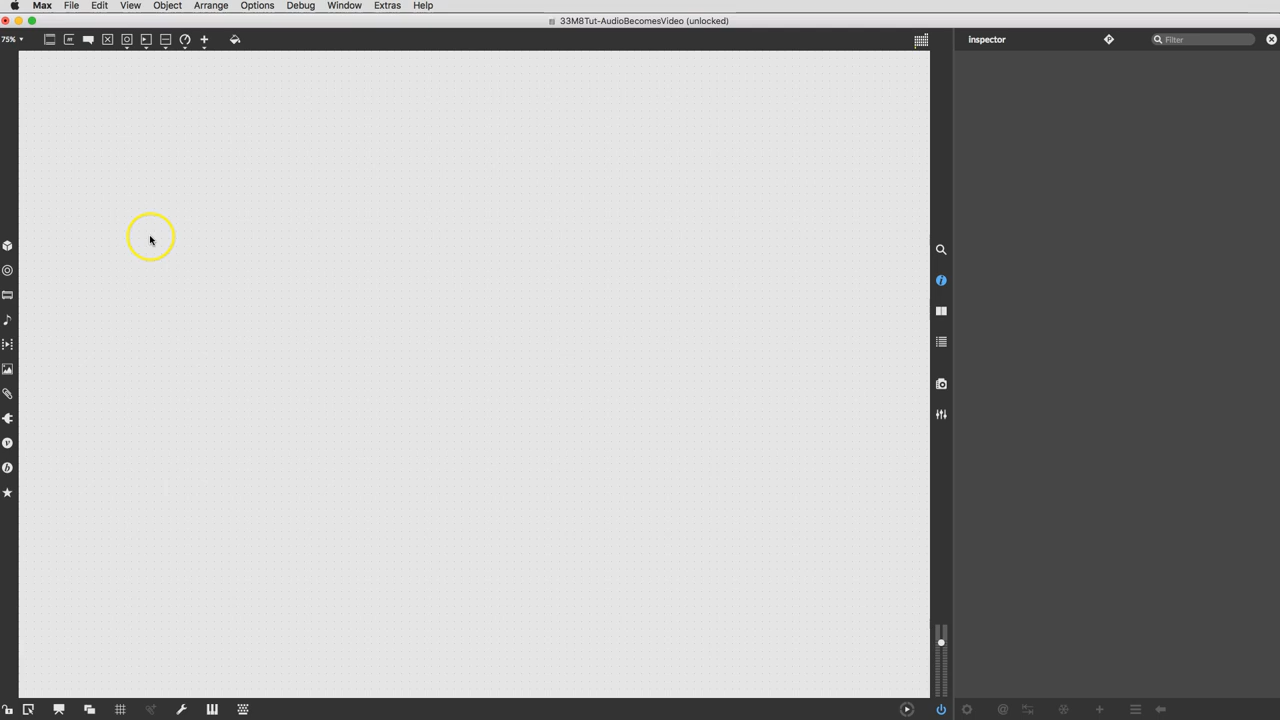 Max File Edit View Object Arrange Options Debug Window Extras Help
33M8Tut-AudioBecomesVideo (unlocked)
75%
inspector
Filter